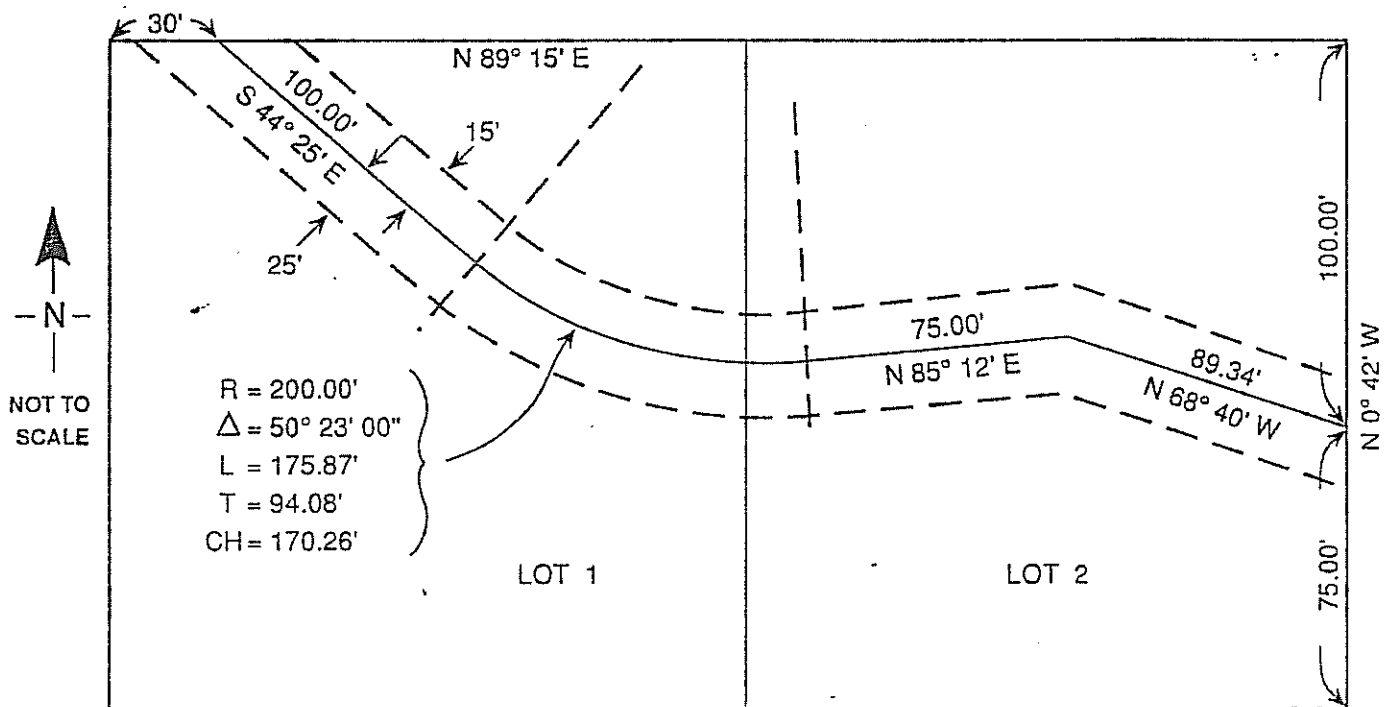 30'
N 89° 15' E
100.00'
S 44° 25' E
15'
25'
100.00'
- N -
NOT TO
SCALE
75.00'
N 85° 12' E
89.34'
N 68° 40' W
N 0° 42' W
R = 200.00'
Δ = 50° 23' 00"
L = 175.87'
T = 94.08'
CH = 170.26'
LOT 1
LOT 2
75.00'